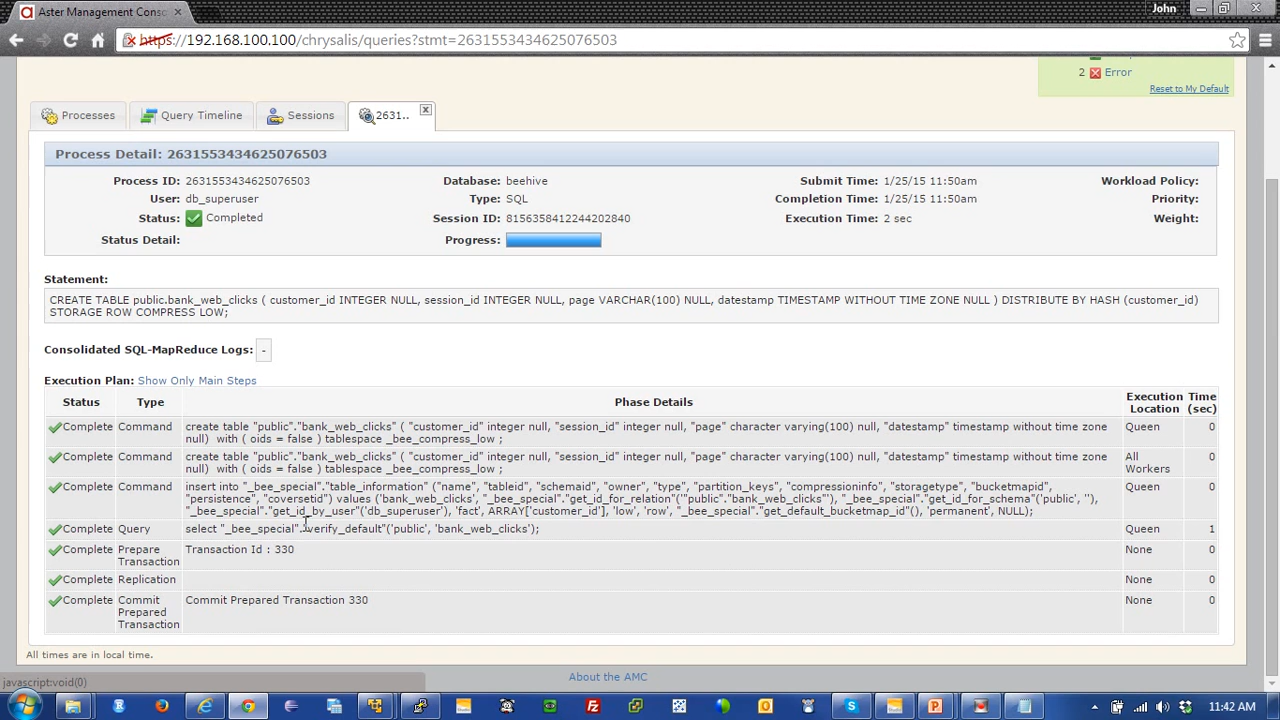 Aster Management Conso
John
https://192.168.100.100/chrysalis/queries?stmt=2631553434625076503
2 Error
Reset to My Default
Processes
Query Timeline
Sessions
2631..
Process Detail: 2631553434625076503
Process ID: 2631553434625076503 Database: beehive Submit Time: 1/25/15 11:50am Workload Policy:
User: db_superuser Type: SQL Completion Time: 1/25/15 11:50am Priority:
Status: Completed Session ID: 8156358412244202840 Execution Time: 2 sec Weight:
Status Detail: Progress:
Statement:
CREATE TABLE public.bank_web_clicks ( customer_id INTEGER NULL, session_id INTEGER NULL, page VARCHAR(100) NULL, datestamp TIMESTAMP WITHOUT TIME ZONE NULL ) DISTRIBUTE BY HASH (customer_id)
STORAGE ROW COMPRESS LOW;
Consolidated SQL-MapReduce Logs: -
Execution Plan: Show Only Main Steps
Status Type Phase Details Execution Location Time (sec)
Complete Command create table "public"."bank_web_clicks" ( "customer_id" integer null, "session_id" integer null, "page" character varying(100) null, "datestamp" timestamp without time zone Queen 0
null) with ( oids = false ) tablespace _bee_compress_low ;
Complete Command create table "public"."bank_web_clicks" ( "customer_id" integer null, "session_id" integer null, "page" character varying(100) null, "datestamp" timestamp without time zone All 0
null) with ( oids = false ) tablespace _bee_compress_low ; Workers
Complete Command insert into "_bee_special"."table_information" ("name", "tableid", "schemaid", "owner", "type", "partition_keys", "compressioninfo", "storagetype", "bucketmapid", Queen 0
"persistence", "coversetid") values ('bank_web_clicks', "_bee_special"."get_id_for_relation"('"public"."bank_web_clicks"'), "_bee_special"."get_id_for_schema"('public', ''),
"_bee_special"."get_id_by_user"('db_superuser'), 'fact', ARRAY['customer_id'], 'low', 'row', "_bee_special"."get_default_bucketmap_id"(), 'permanent', NULL);
Complete Query select "_bee_special"."verify_default"('public', 'bank_web_clicks'); Queen 1
Complete Prepare Transaction Id : 330 None 0
Transaction
Complete Replication None 0
Complete Commit Commit Prepared Transaction 330 None 0
Prepared
Transaction
All times are in local time.
javascript:void(0)
About the AMC
11:42 AM